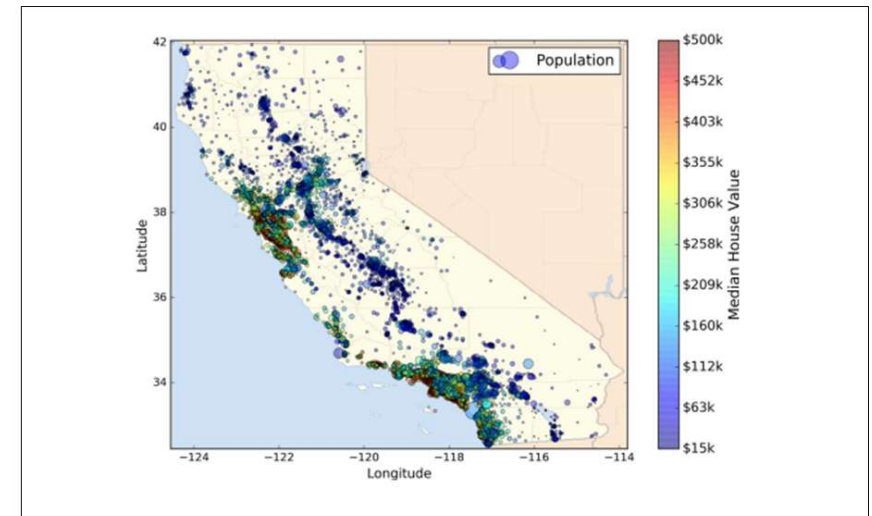 Population
42
40
38
36
34
Latitude
−124
−122
−120
−118
−116
−114
Longitude
$500k
$452k
$403k
$355k
$306k
$258k
$209k
$160k
$112k
$63k
$15k
Median House Value